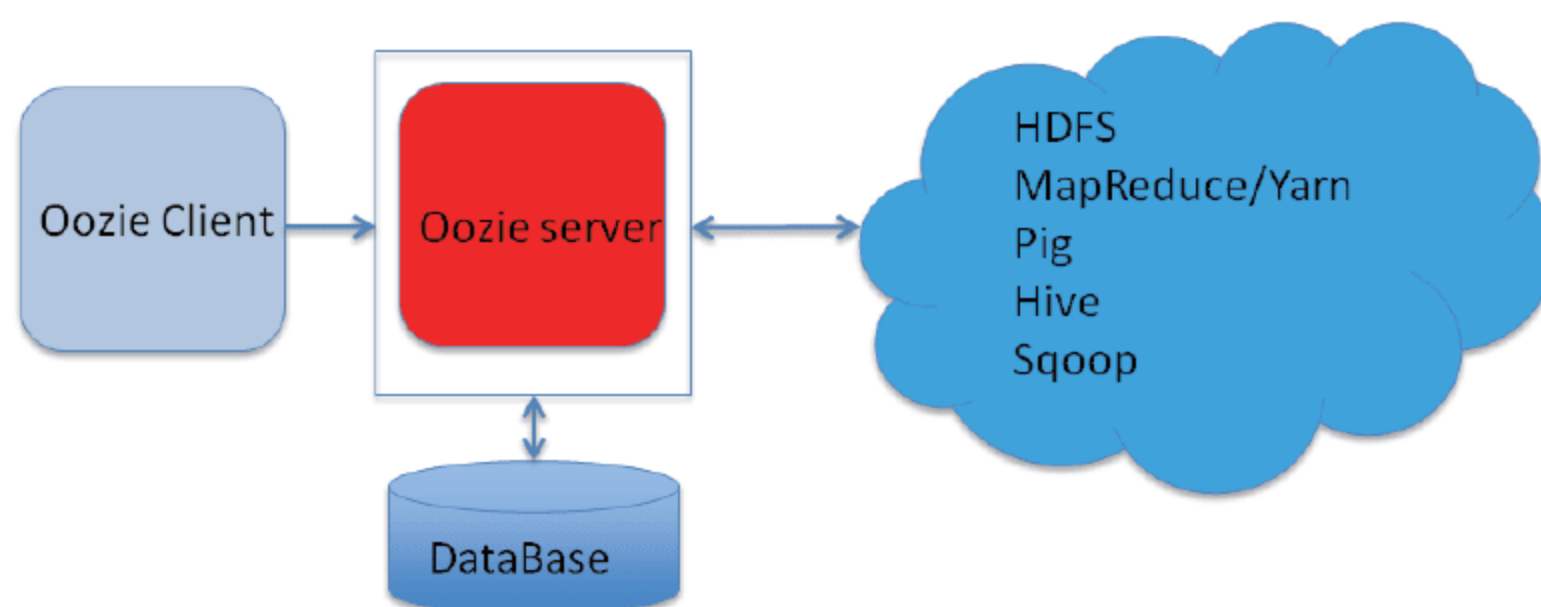 Oozie Client
Oozie server
HDFS
MapReduce/Yarn
Pig
Hive
Sqoop
DataBase